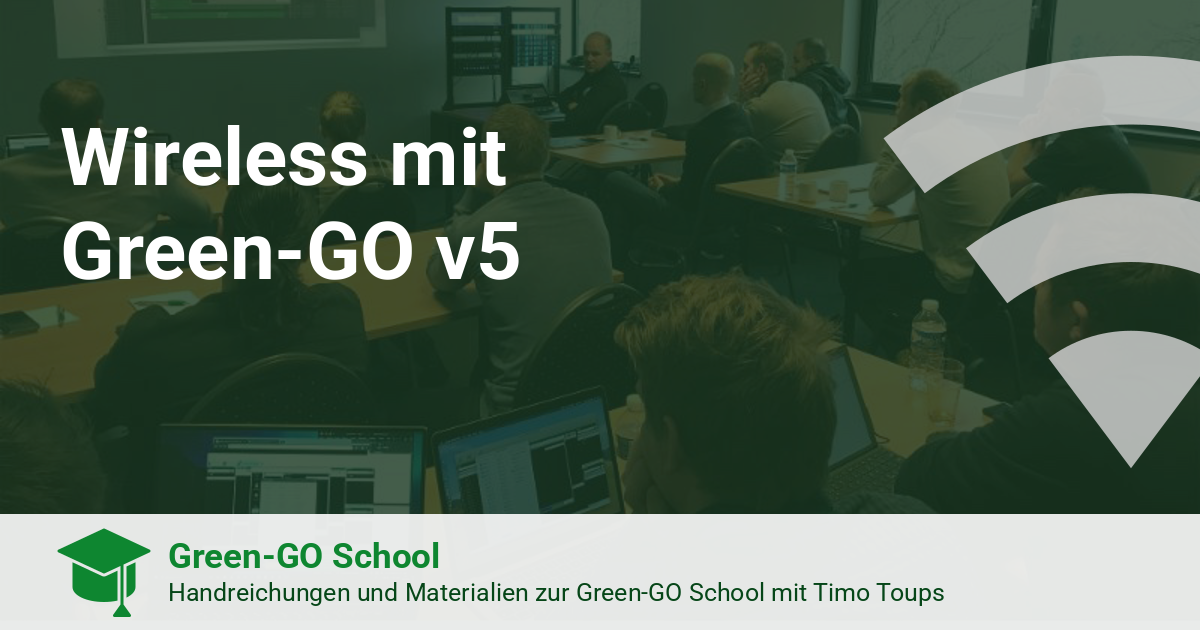 Wireless mit
Green-GO v5
Green-GO School
Handreichungen und Materialien zur Green-GO School mit Timo Toups